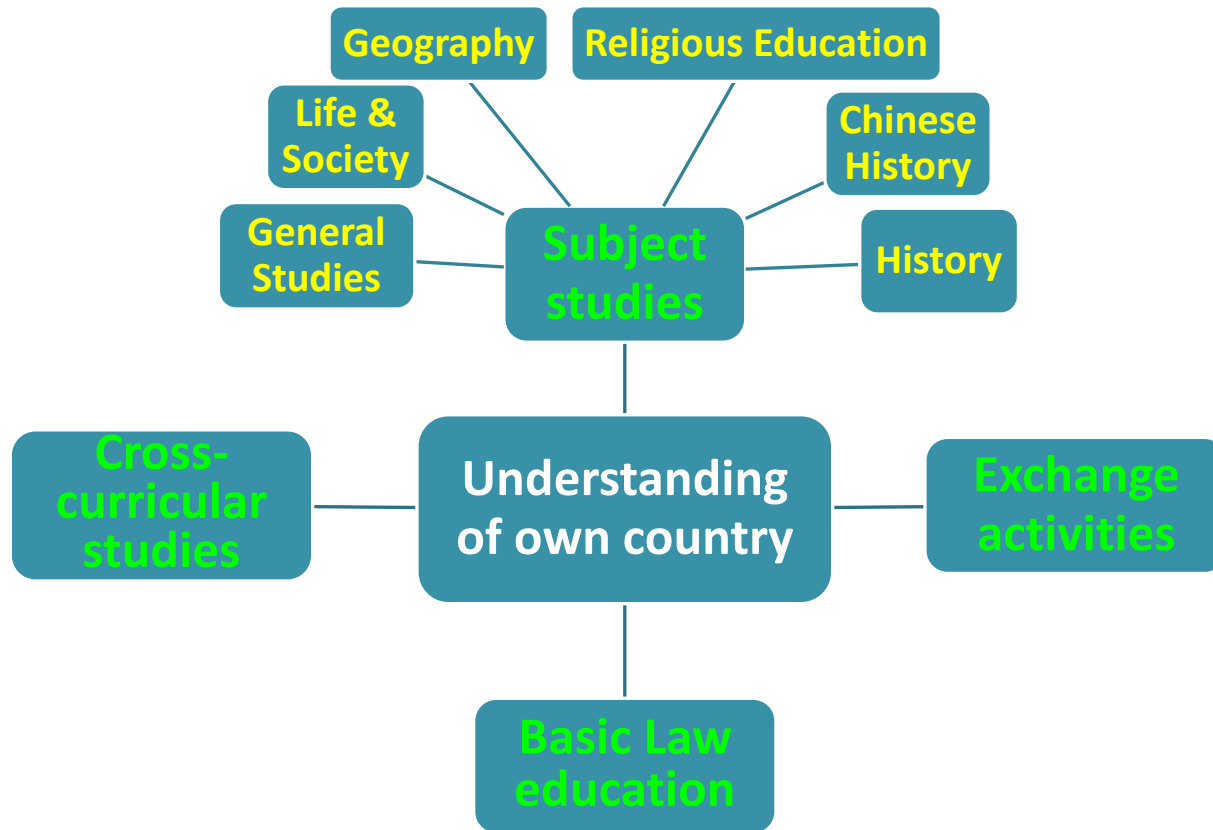 Geography
Religious Education
Life &
Society
Chinese
History
General
Studies
Subject
studies
History
Cross-
curricular
studies
Understanding
of own country
Exchange
activities
Basic Law
education